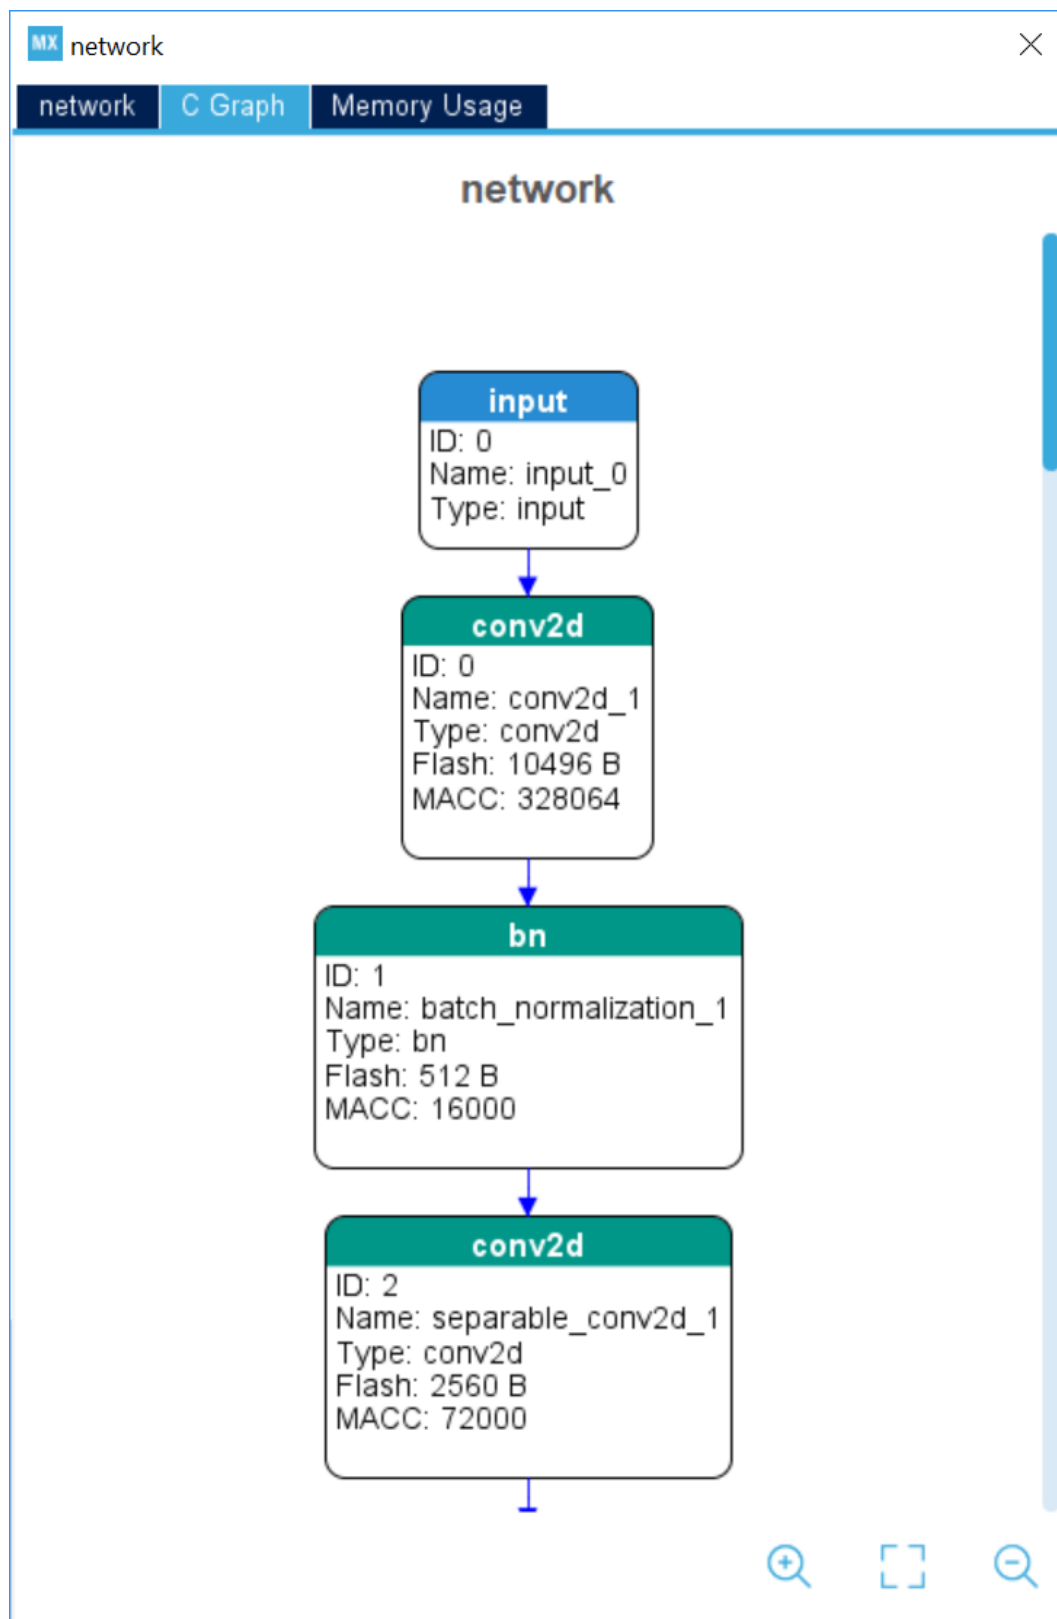 MX network
network C Graph Memory Usage
network
input
ID: 0
Name: input_0
Type: input
conv2d
ID: 0
Name: conv2d_1
Type: conv2d
Flash: 10496 B
MACC: 328064
bn
ID: 1
Name: batch_normalization_1
Type: bn
Flash: 512 B
MACC: 16000
conv2d
ID: 2
Name: separable_conv2d_1
Type: conv2d
Flash: 2560 B
MACC: 72000